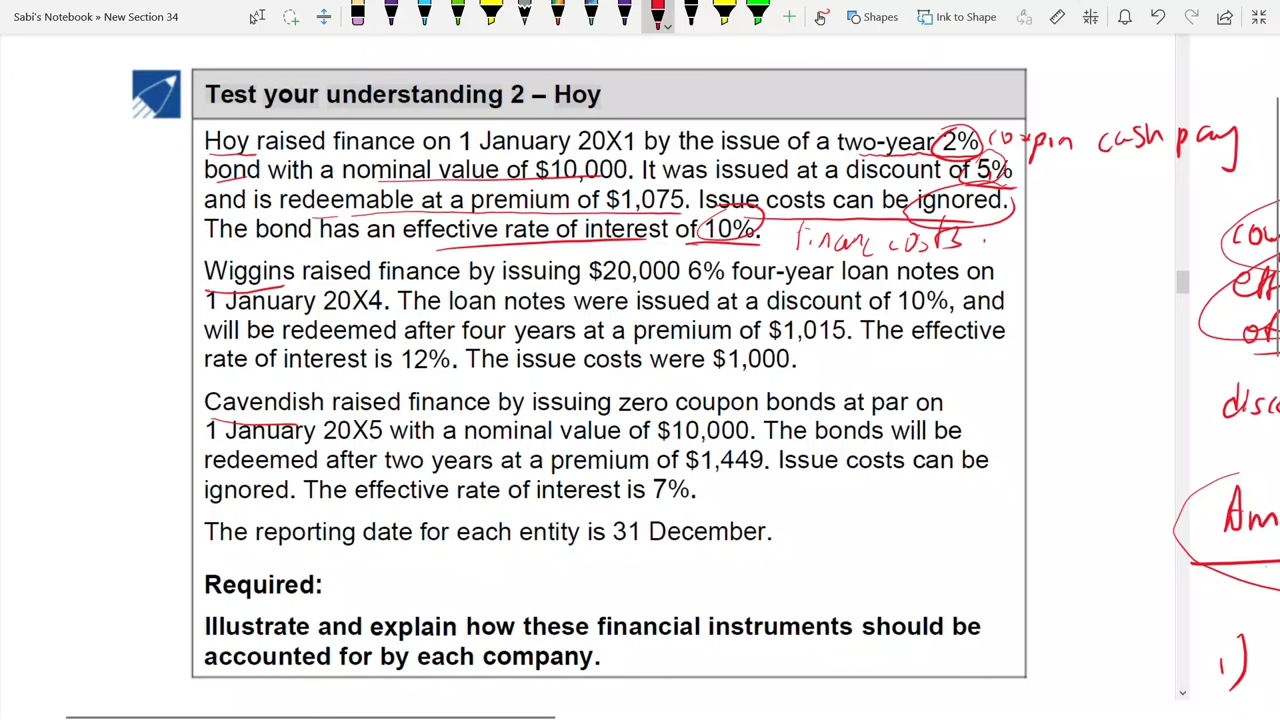 Sabi's Notebook » New Section 34
Shapes
Ink to Shape
Test your understanding 2 – Hoy
Hoy raised finance on 1 January 20X1 by the issue of a two-year 2%
bond with a nominal value of $10,000. It was issued at a discount of 5%
and is redeemable at a premium of $1,075. Issue costs can be ignored.
The bond has an effective rate of interest of 10%.
cash pay
costs.
Wiggins raised finance by issuing $20,000 6% four-year loan notes on
1 January 20X4. The loan notes were issued at a discount of 10%, and
will be redeemed after four years at a premium of $1,015. The effective
rate of interest is 12%. The issue costs were $1,000.
Cavendish raised finance by issuing zero coupon bonds at par on
1 January 20X5 with a nominal value of $10,000. The bonds will be
redeemed after two years at a premium of $1,449. Issue costs can be
ignored. The effective rate of interest is 7%.
The reporting date for each entity is 31 December.
Required:
Illustrate and explain how these financial instruments should be
accounted for by each company.
cou
eff
of
disc
Am
1)